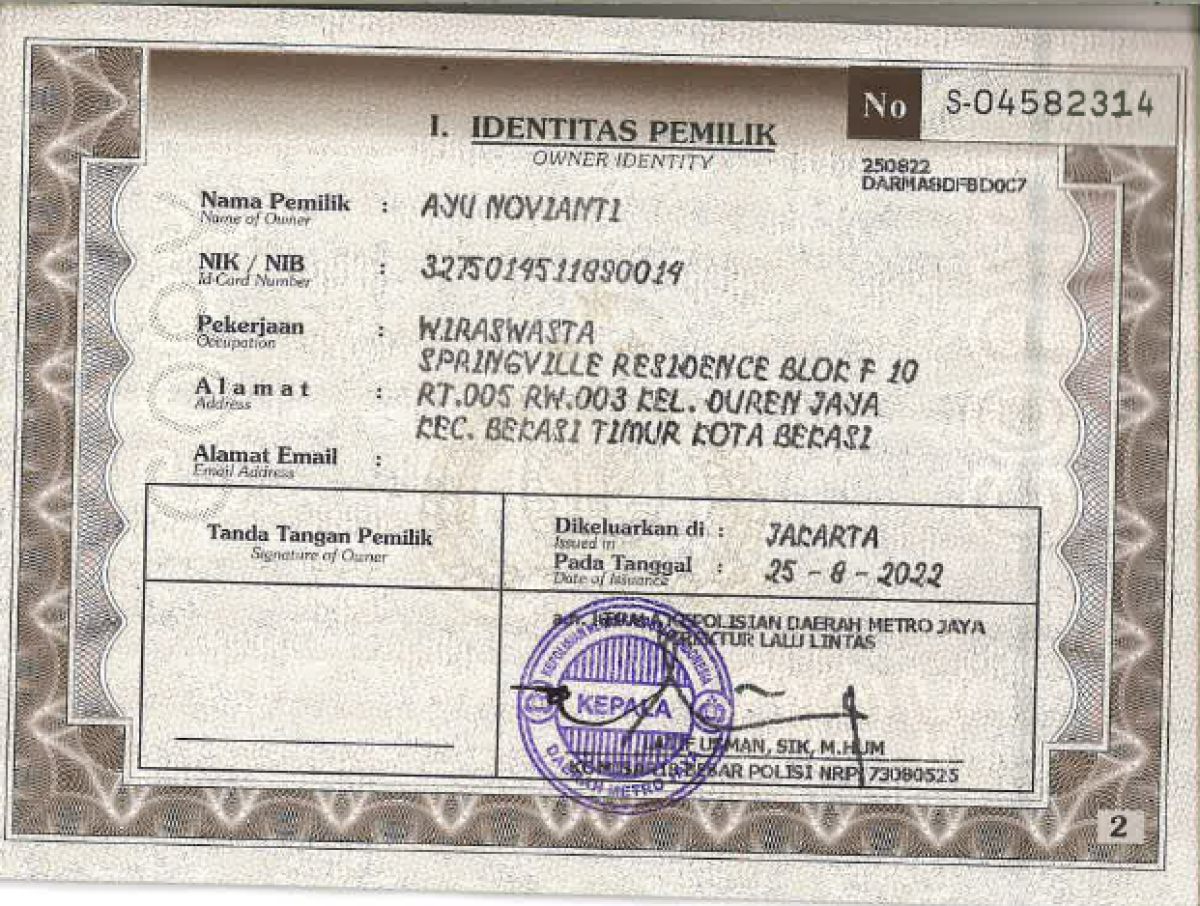 No S-04582314
I. IDENTITAS PEMILIK
OWNER IDENTITY
250822
Nama Pemilik : AYU NOVIANTI
Name of Owner
NIK / NIB : 3275014511890014
Id-Card Number
Pekerjaan : WIRASWASTA
Occupation
SPRINGVILLE RESIDENCE BLOK F 10
Alamat : RT.005 RW.003 KEL. DUREN JAYA
Address
KEC. BEKASI TIMUR KOTA BEKASI
Alamat Email :
Email Address
Tanda Tangan Pemilik
Signature of Owner
Dikeluarkan di : JAKARTA
Issued in
Pada Tanggal : 25 - 8 - 2022
Date of Issuance
KEPOLISIAN DAERAH METRO JAYA
LALU LINTAS
KEPALA
USMAN, SIK, M.HUM
BESAR POLISI NRP 73080525
DAERAH METRO
2